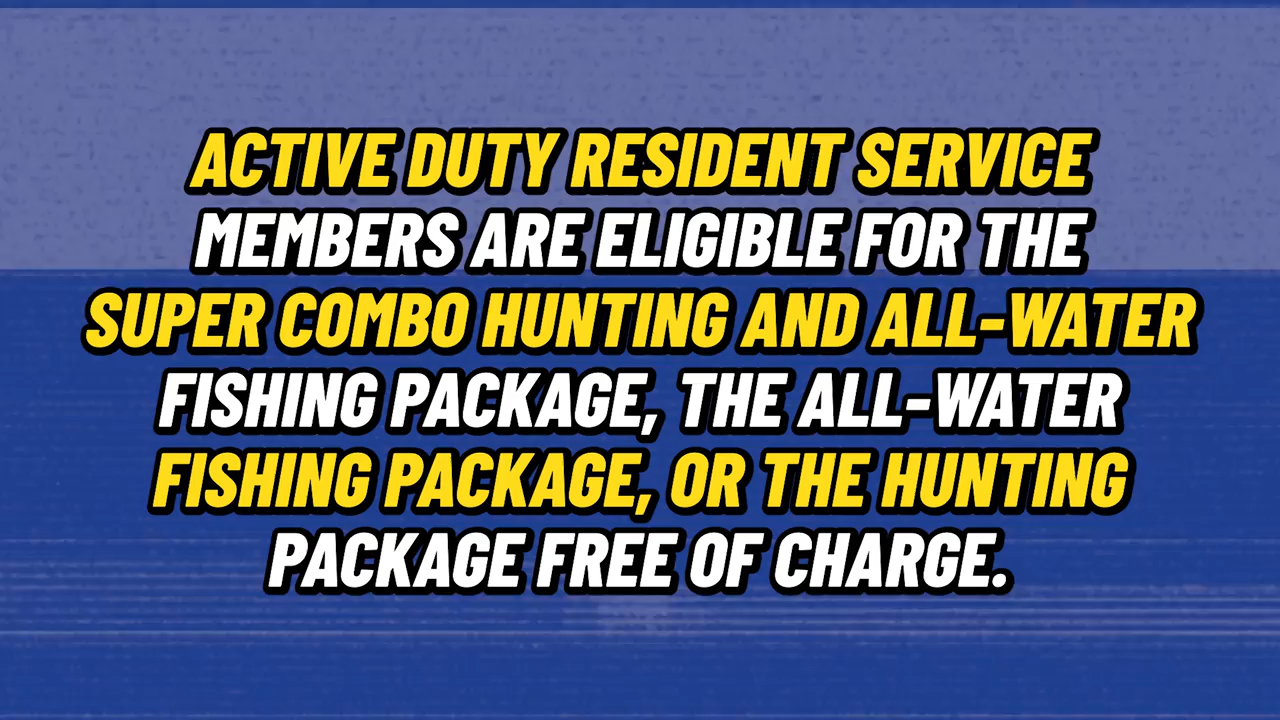 ACTIVE DUTY RESIDENT SERVICE
MEMBERS ARE ELIGIBLE FOR THE
SUPER COMBO HUNTING AND ALL-WATER
FISHING PACKAGE, THE ALL-WATER
FISHING PACKAGE, OR THE HUNTING
PACKAGE FREE OF CHARGE.